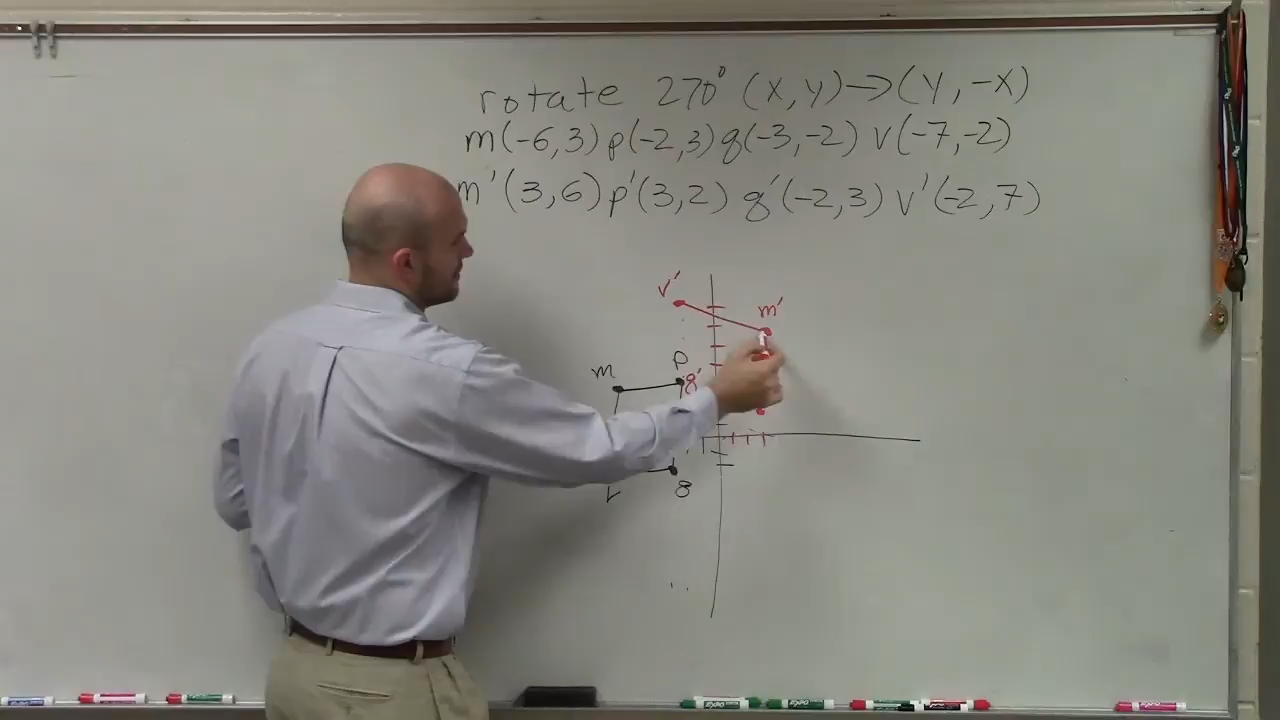 rotate 270° (x,y)→(y,-x)
m(-6,3) p(-2,3) q(-3,-2) v(-7,-2)
m'(3,6) p'(3,2) q'(-2,3) v'(-2,7)
v'
m'
m
p
q'
q